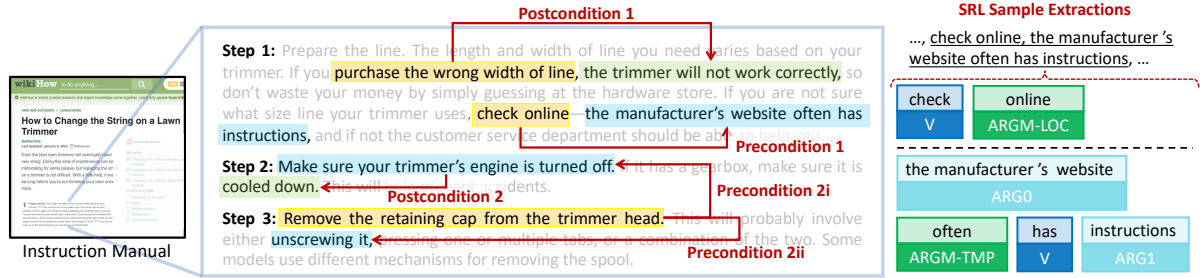 Postcondition 1
SRL Sample Extractions
Step 1: Prepare the line. The length and width of line you need varies based on your
trimmer. If you purchase the wrong width of line, the trimmer will not work correctly, so
don't waste your money by simply guessing at the hardware store. If you are not sure
what size line your trimmer uses, check online—the manufacturer's website often has
instructions, and if not the customer service department should be able to help you.
Precondition 1
Step 2: Make sure your trimmer's engine is turned off. If it has a gearbox, make sure it is
cooled down. This will accidents.
Postcondition 2
Precondition 2i
Step 3: Remove the retaining cap from the trimmer head. This will probably involve
either unscrewing it, pressing one or multiple tabs, or a combination of the two. Some
models use different mechanisms for removing the spool.
Precondition 2ii
wikiHow to do anything...
How to Change the String on a Lawn
Trimmer
Instruction Manual
..., check online, the manufacturer 's
website often has instructions, ...
check online
V ARGM-LOC
the manufacturer 's website
ARG0
often has instructions
ARGM-TMP V ARG1